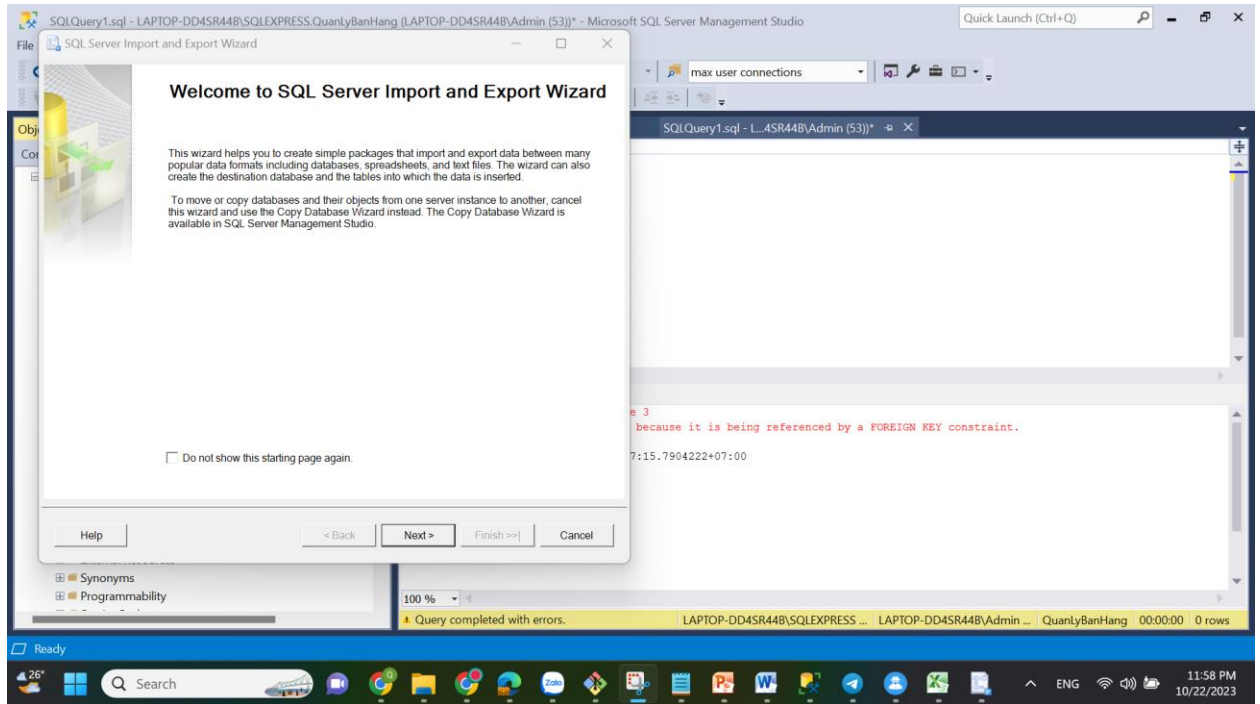 SQLQuery1.sql - LAPTOP-DD4SR44B\SQLEXPRESS.QuanLyBanHang (LAPTOP-DD4SR44B\Admin (53))* - Microsoft SQL Server Management Studio
Quick Launch (Ctrl+Q)
File
SQL Server Import and Export Wizard
max user connections
Welcome to SQL Server Import and Export Wizard
SQLQuery1.sql - L...4SR44B\Admin (53))*
Obj
This wizard helps you to create simple packages that import and export data between many
popular data formats including databases, spreadsheets, and text files. The wizard can also
create the destination database and the tables into which the data is inserted.
To move or copy databases and their objects from one server instance to another, cancel
this wizard and use the Copy Database Wizard instead. The Copy Database Wizard is
available in SQL Server Management Studio.
e 3
because it is being referenced by a FOREIGN KEY constraint.
7:15.7904222+07:00
Do not show this starting page again.
Help
< Back
Next >
Finish >>|
Cancel
Synonyms
Programmability
100 %
Query completed with errors.
LAPTOP-DD4SR44B\SQLEXPRESS ...
LAPTOP-DD4SR44B\Admin ...
QuanLyBanHang
00:00:00
0 rows
Ready
26°
Search
Zalo
ENG
11:58 PM
10/22/2023